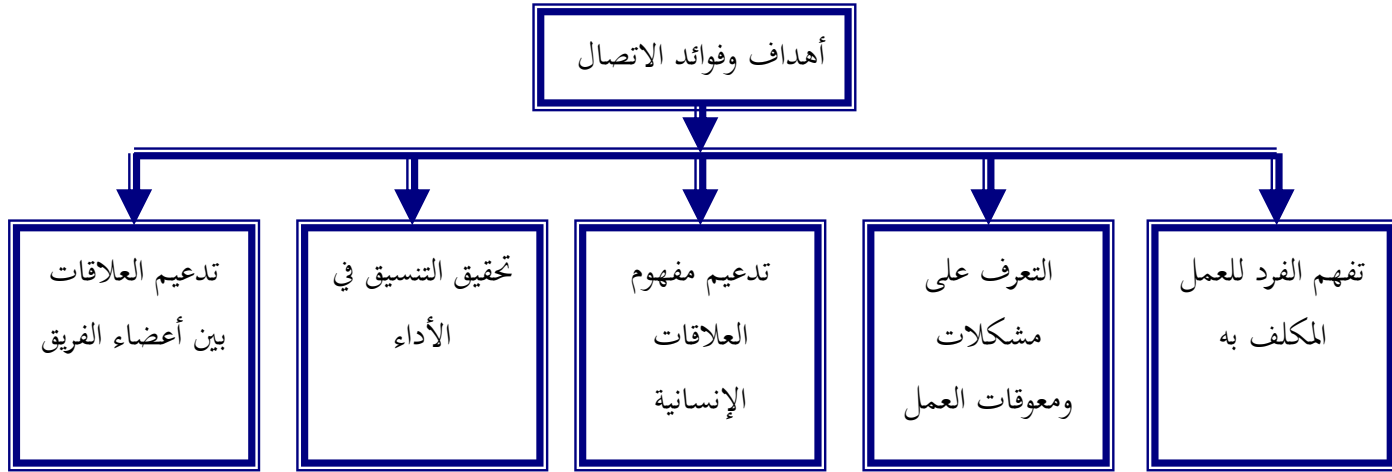 أهداف وفوائد الاتصال
تفهم الفرد للعمل
المكلف به
التعرف على
مشكلات
ومعوقات العمل
تدعيم مفهوم
العلاقات
الإنسانية
تحقيق التنسيق في
الأداء
تدعيم العلاقات
بين أعضاء الفريق